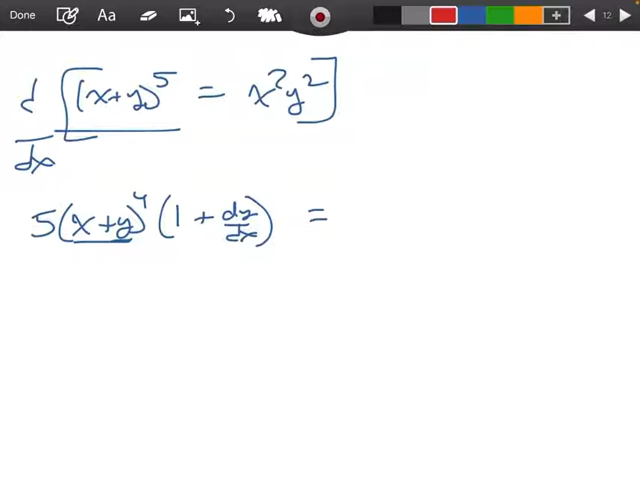 Done Aa 12
d/dx [(x+y)^5 = x^2y^2]
5(x+y)^4 (1 + dy/dx) =